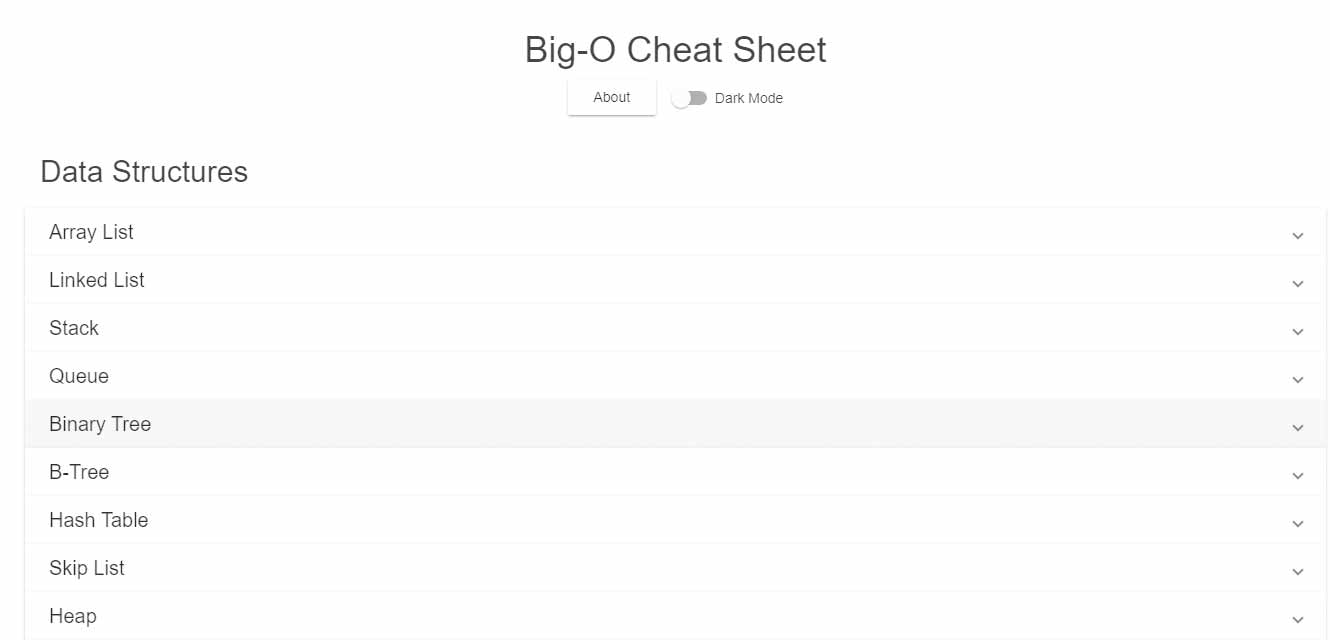 Big-O Cheat Sheet
About Dark Mode
Data Structures
Array List
Linked List
Stack
Queue
Binary Tree
B-Tree
Hash Table
Skip List
Heap